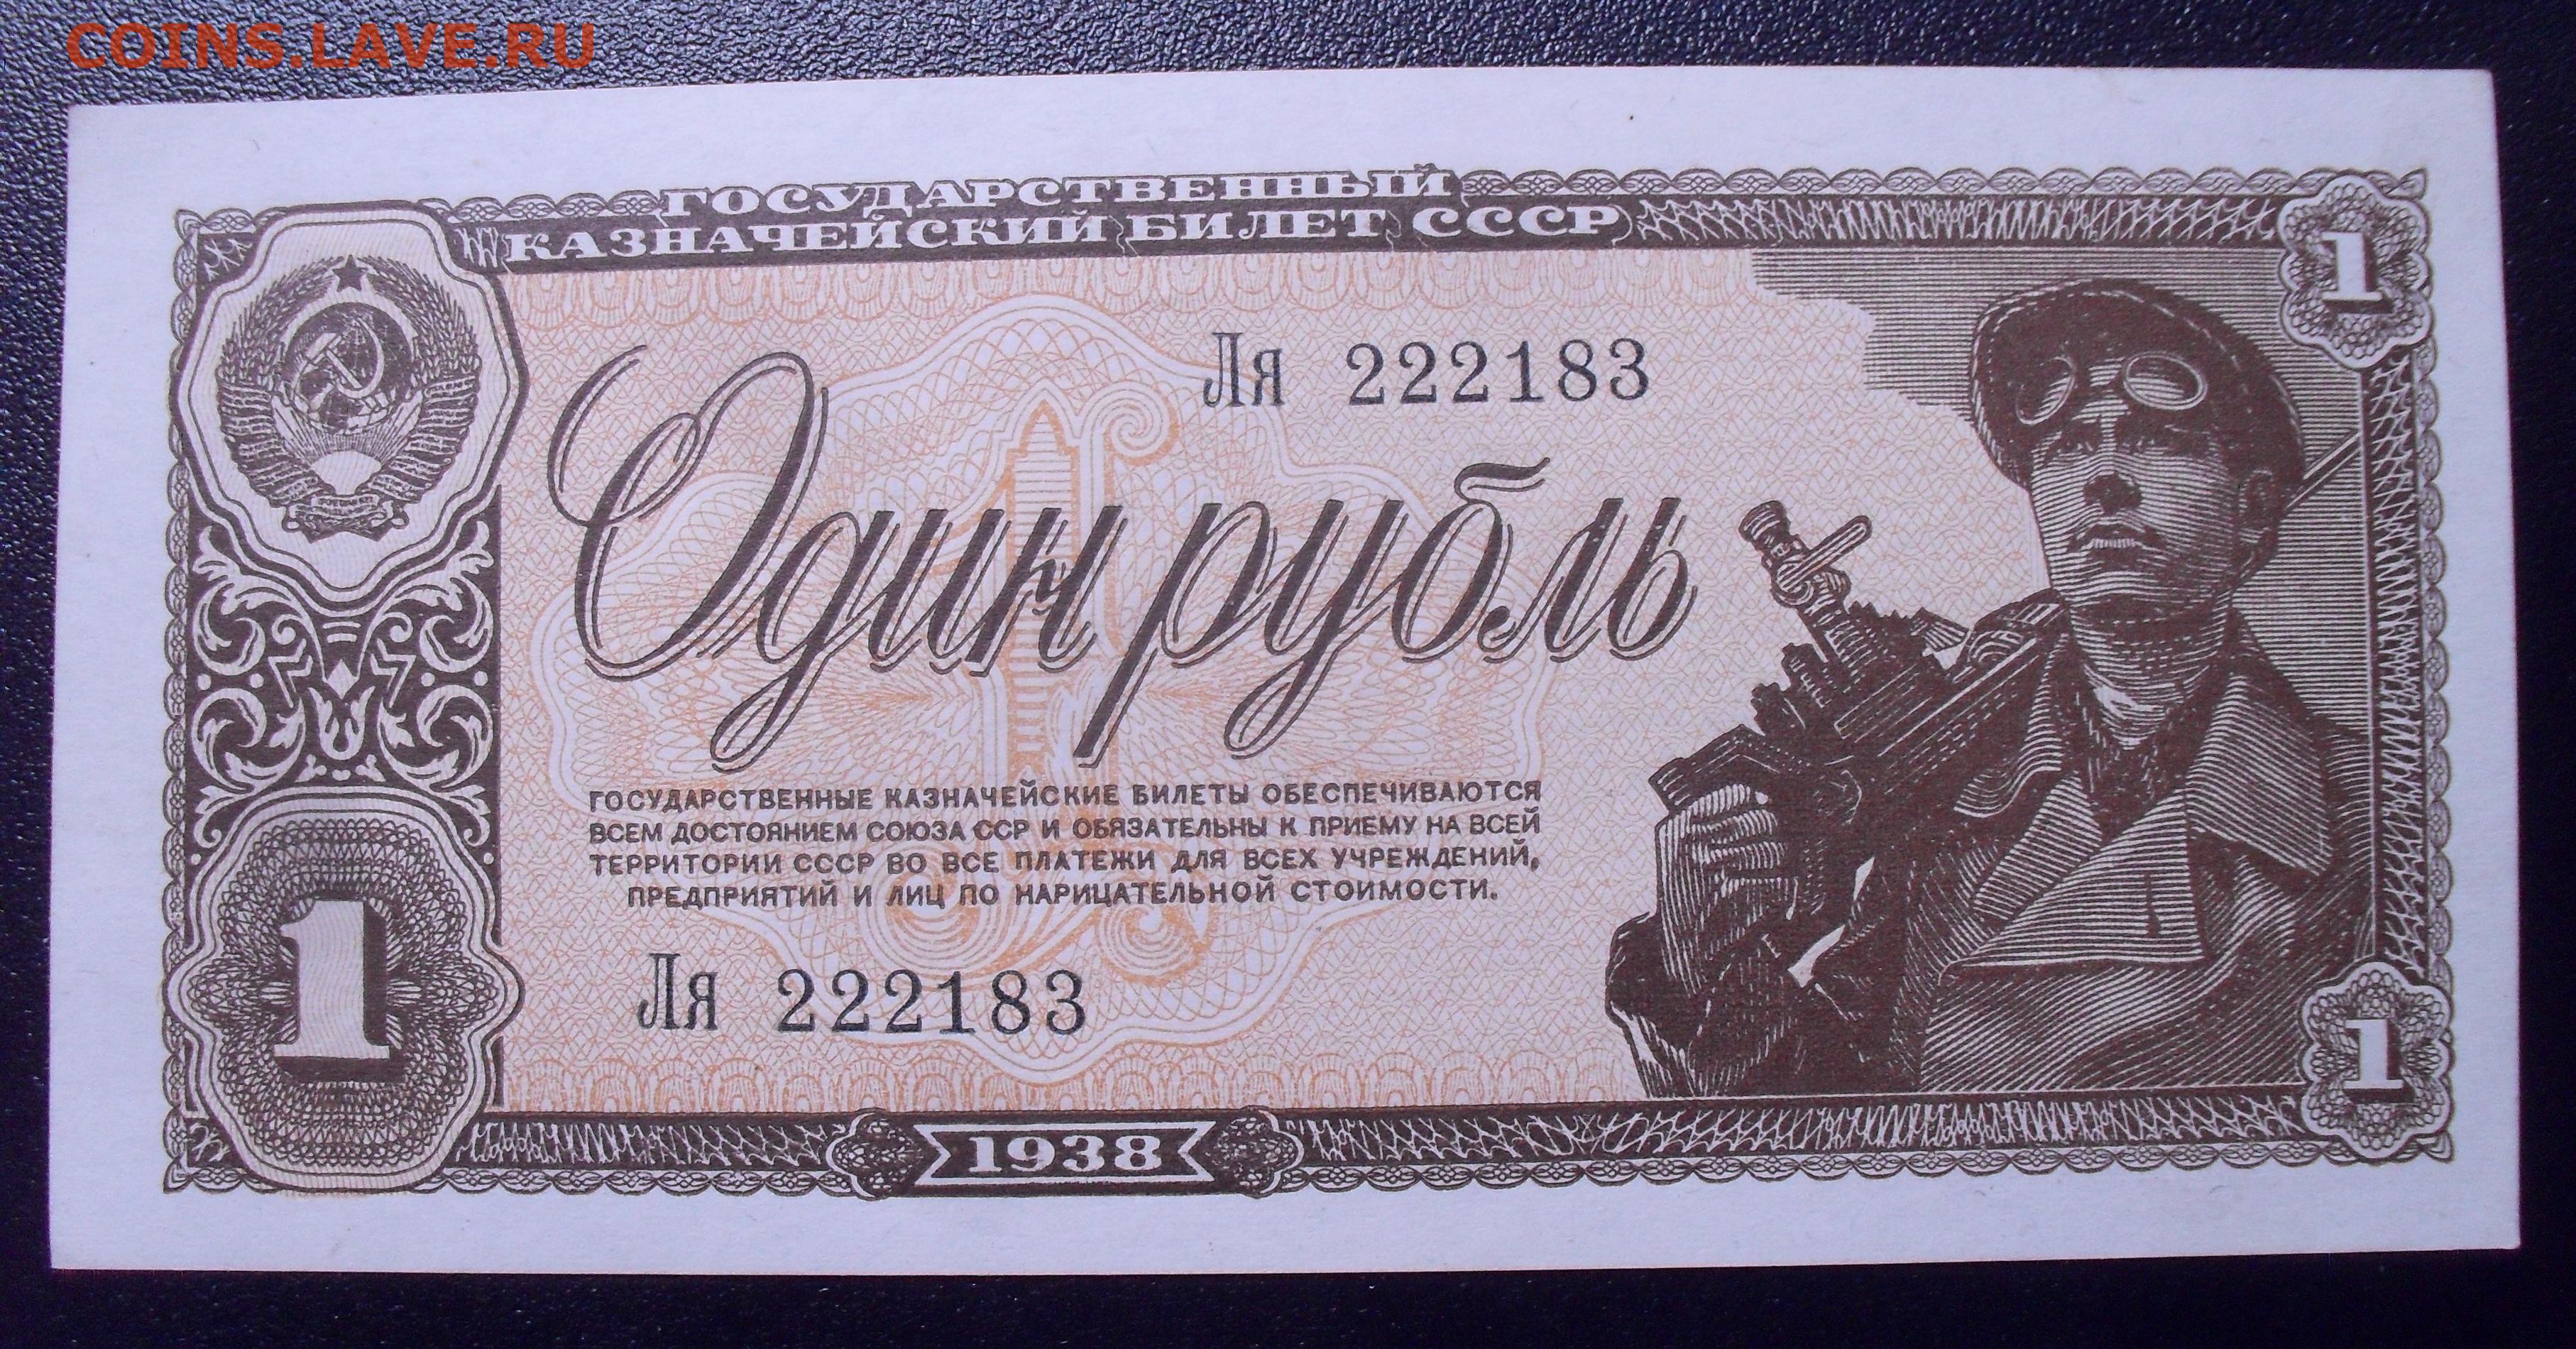 COINS.LAVE.RU
ГОСУДАРСТВЕННЫЙ
КАЗНАЧЕЙСКИЙ БИЛЕТ СССР
1
Ля 222183
Один рубль
ГОСУДАРСТВЕННЫЕ КАЗНАЧЕЙСКИЕ БИЛЕТЫ ОБЕСПЕЧИВАЮТСЯ
ВСЕМ ДОСТОЯНИЕМ СОЮЗА ССР И ОБЯЗАТЕЛЬНЫ К ПРИЕМУ НА ВСЕЙ
ТЕРРИТОРИИ СССР ВО ВСЕ ПЛАТЕЖИ ДЛЯ ВСЕХ УЧРЕЖДЕНИЙ,
ПРЕДПРИЯТИЙ И ЛИЦ ПО НАРИЦАТЕЛЬНОЙ СТОИМОСТИ.
1
Ля 222183
1
1938